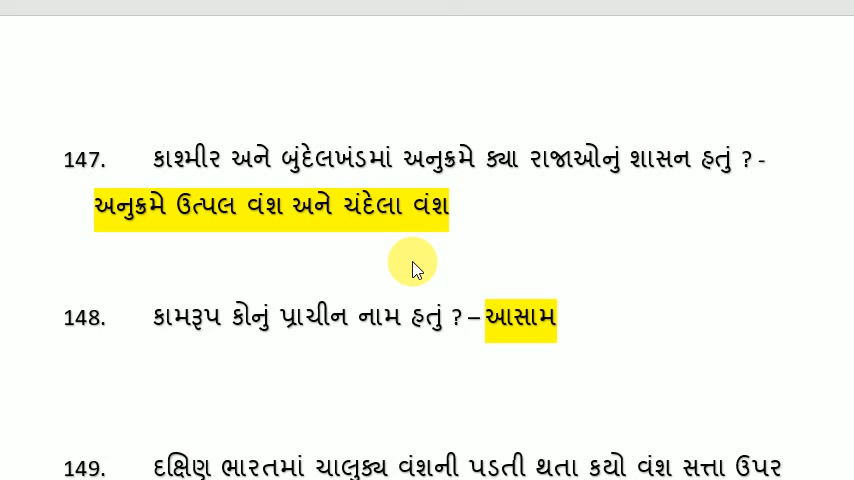 147. કાશ્મીર અને બુંદેલખંડમાં અનુક્રમે ક્યા રાજાઓનું શાસન હતું ? -
અનુક્રમે ઉત્પલ વંશ અને ચંદેલા વંશ
148. કામરૂપ કોનું પ્રાચીન નામ હતું ? – આસામ
149. દક્ષિણ ભારતમાં ચાલુક્ય વંશની પડતી થતા કયો વંશ સત્તા ઉપર